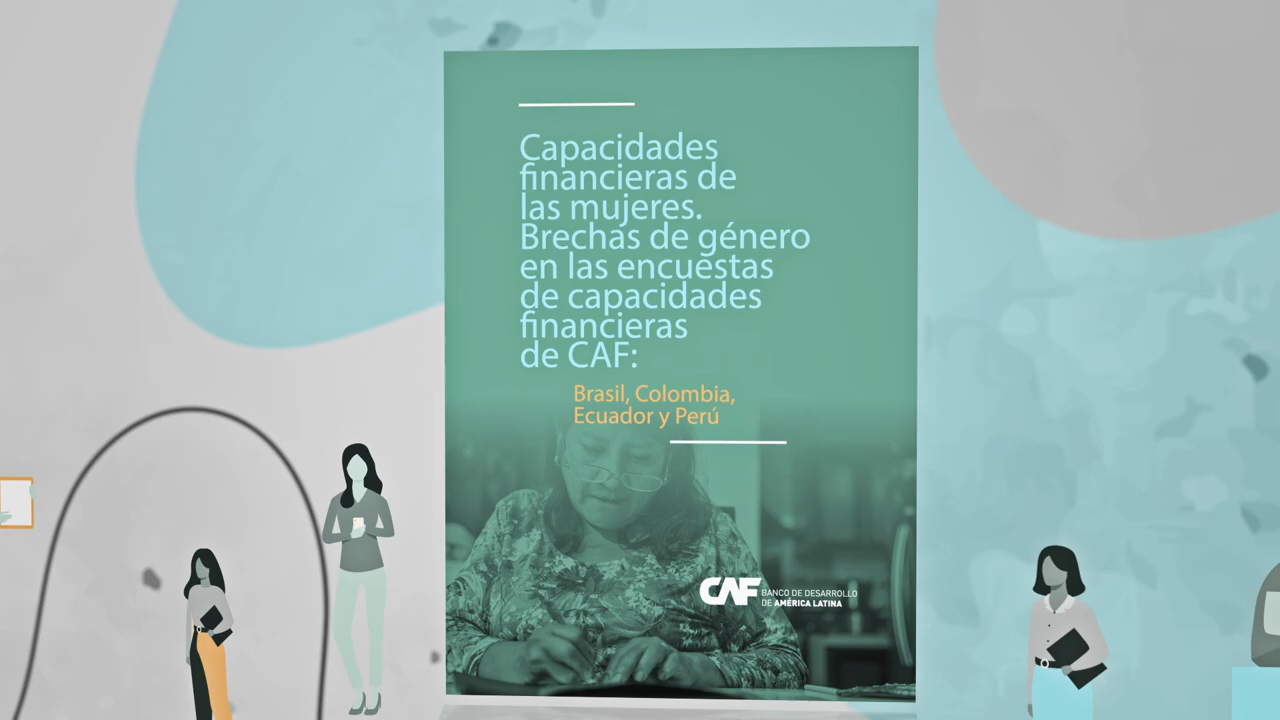 Capacidades
financieras de
las mujeres.
Brechas de género
en las encuestas
de capacidades
financieras
de CAF:
Brasil, Colombia,
Ecuador y Perú
CAF BANCO DE DESARROLLO
DE AMÉRICA LATINA